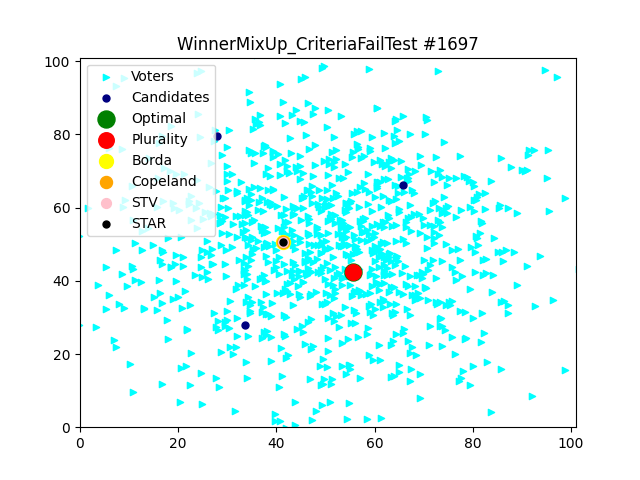 WinnerMixUp_CriteriaFailTest #1697
100
80
60
40
20
0
Voters
Candidates
Optimal
Plurality
Borda
Copeland
STV
STAR
0 20 40 60 80 100